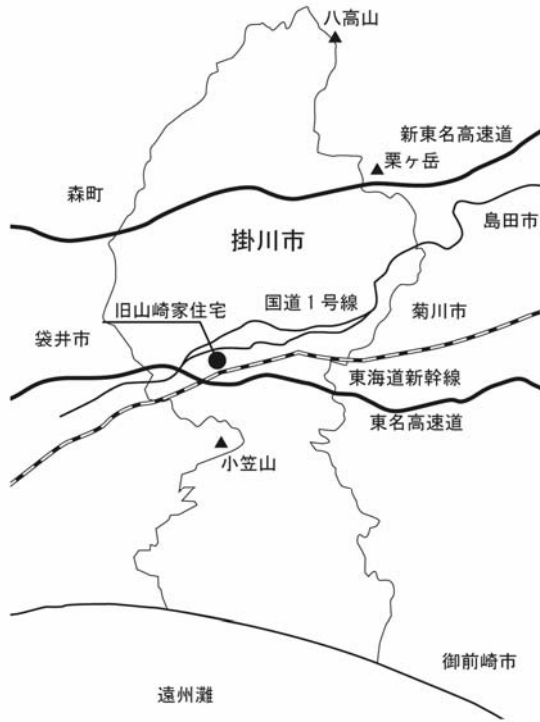 八高山
新東名高速道
栗ヶ岳
森町
島田市
掛川市
国道１号線
旧山崎家住宅
菊川市
袋井市
東海道新幹線
東名高速道
小笠山
御前崎市
遠州灘